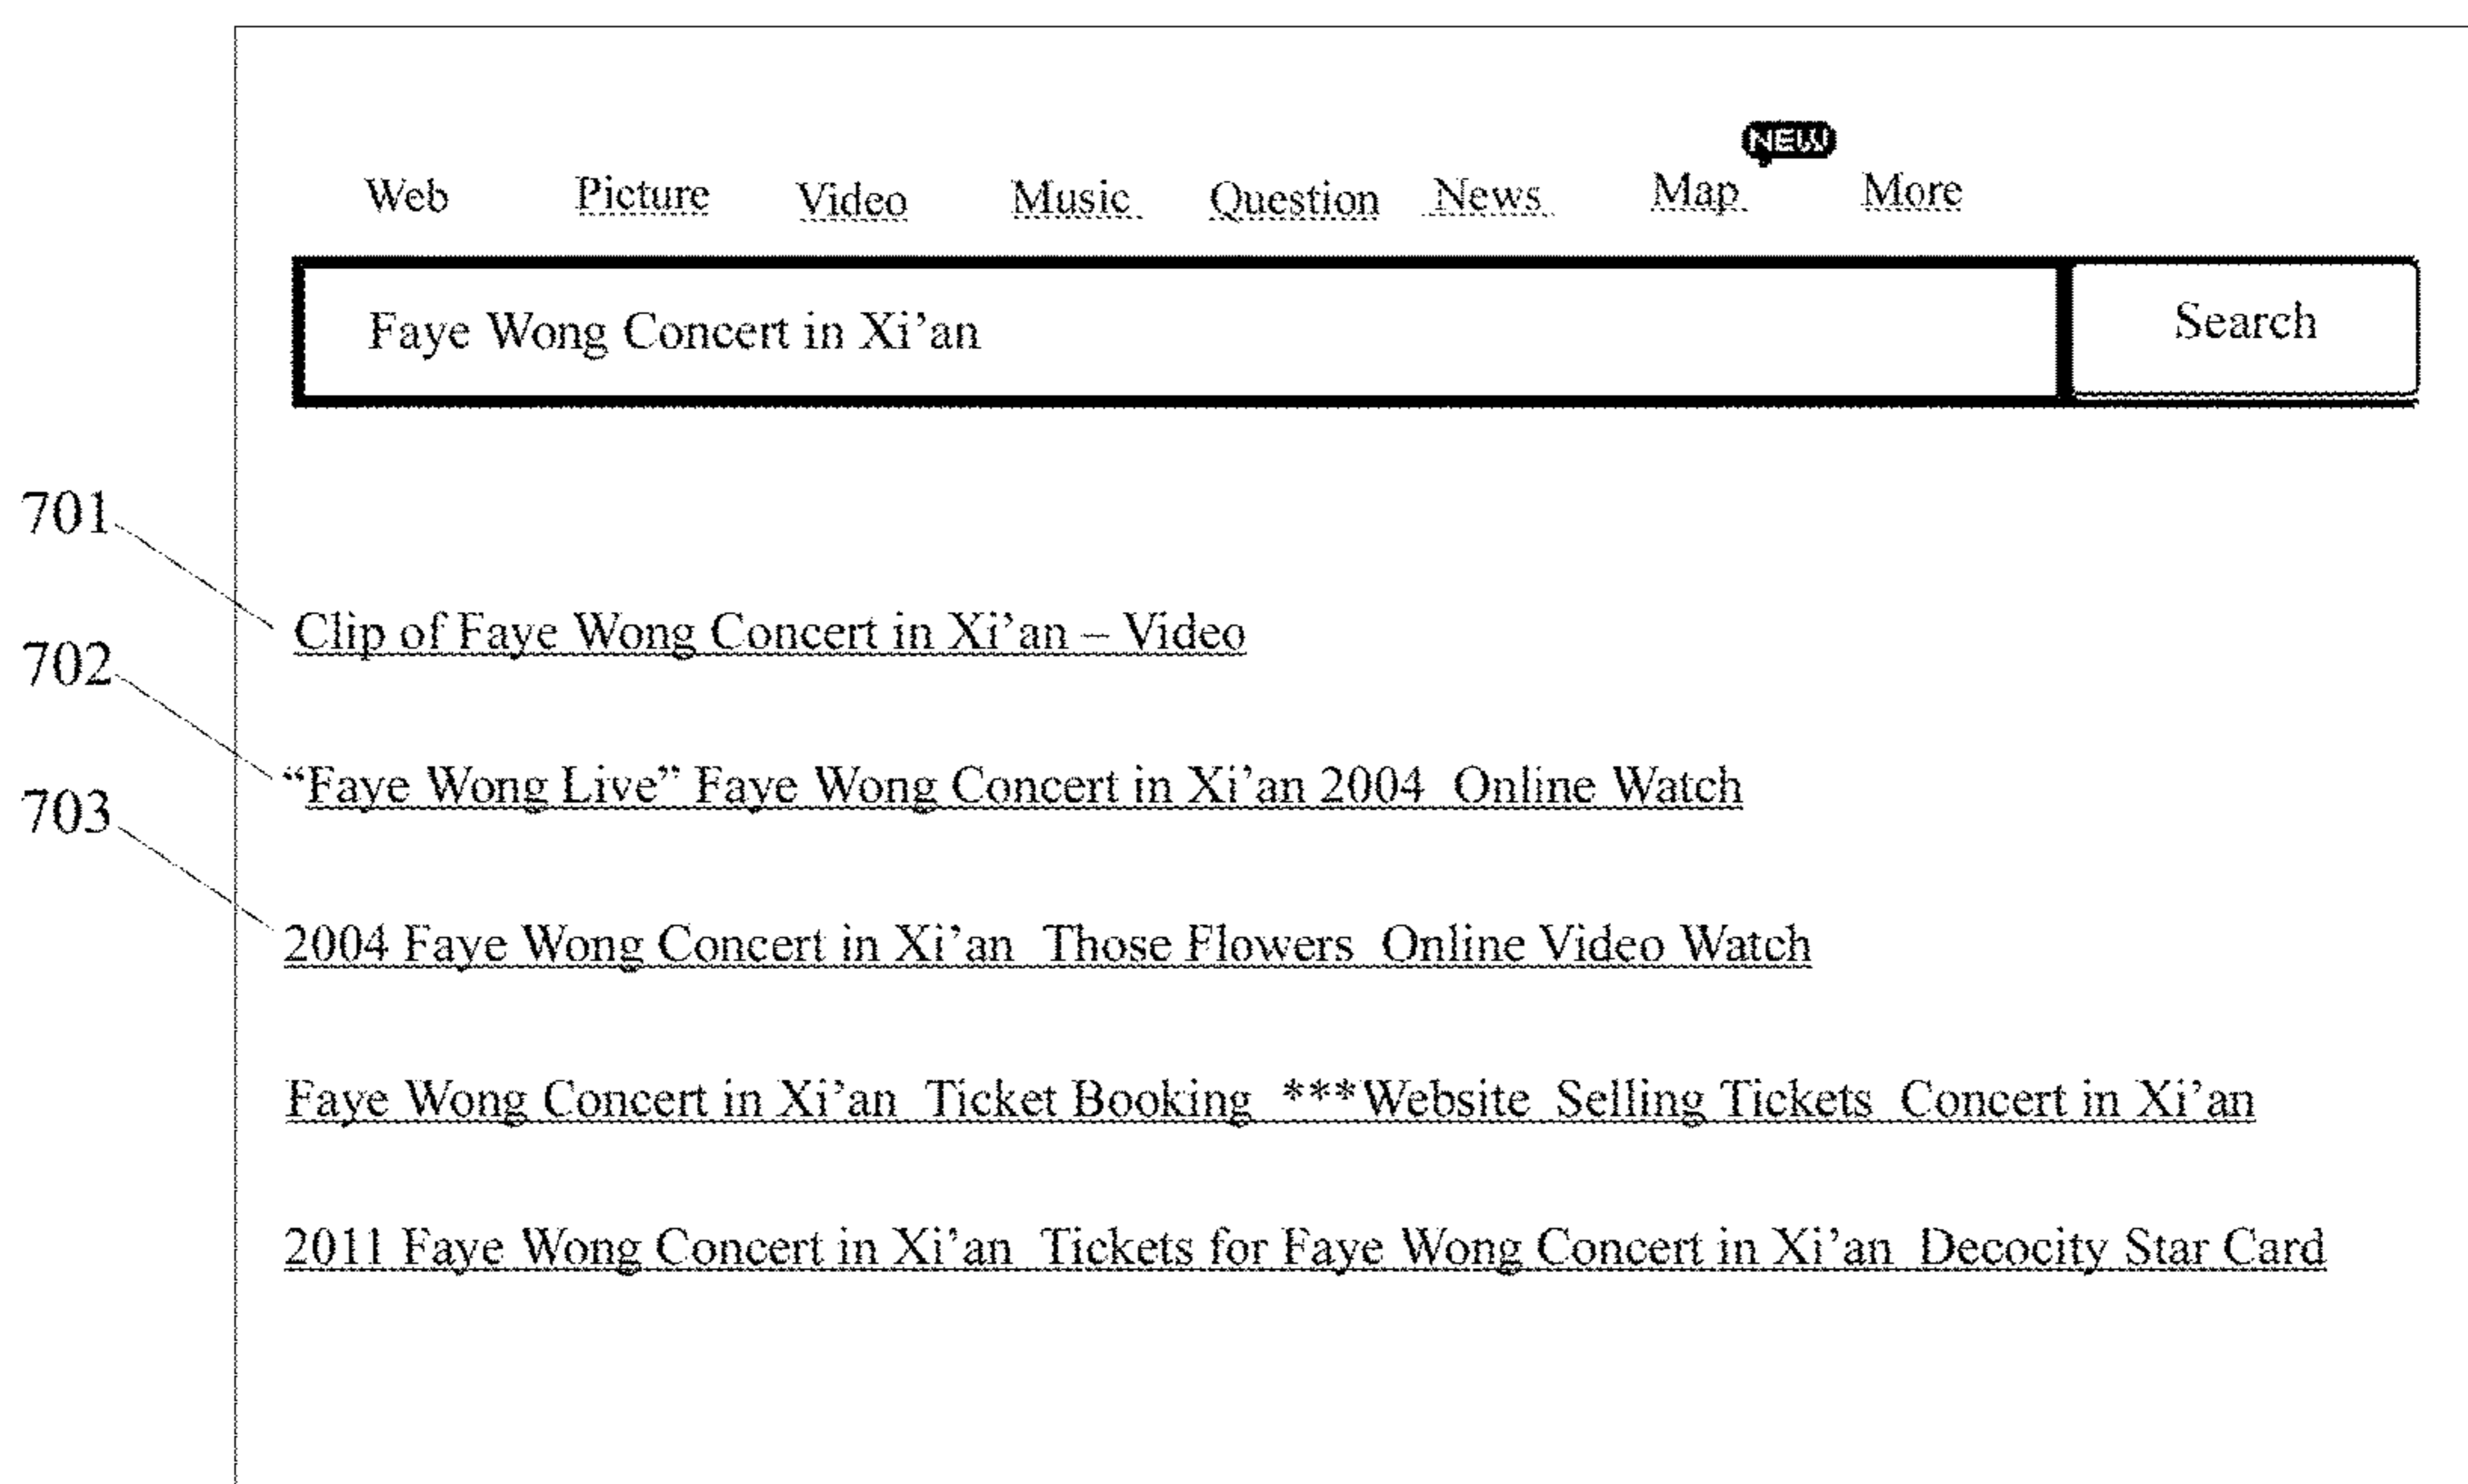 NEW
Web Picture Video Music Question News Map More
Faye Wong Concert in Xi’an Search
701
Clip of Faye Wong Concert in Xi’an – Video
702
“Faye Wong Live” Faye Wong Concert in Xi’an 2004 Online Watch
703
2004 Faye Wong Concert in Xi’an Those Flowers Online Video Watch
Faye Wong Concert in Xi’an Ticket Booking ***Website Selling Tickets Concert in Xi’an
2011 Faye Wong Concert in Xi’an Tickets for Faye Wong Concert in Xi’an Decocity Star Card